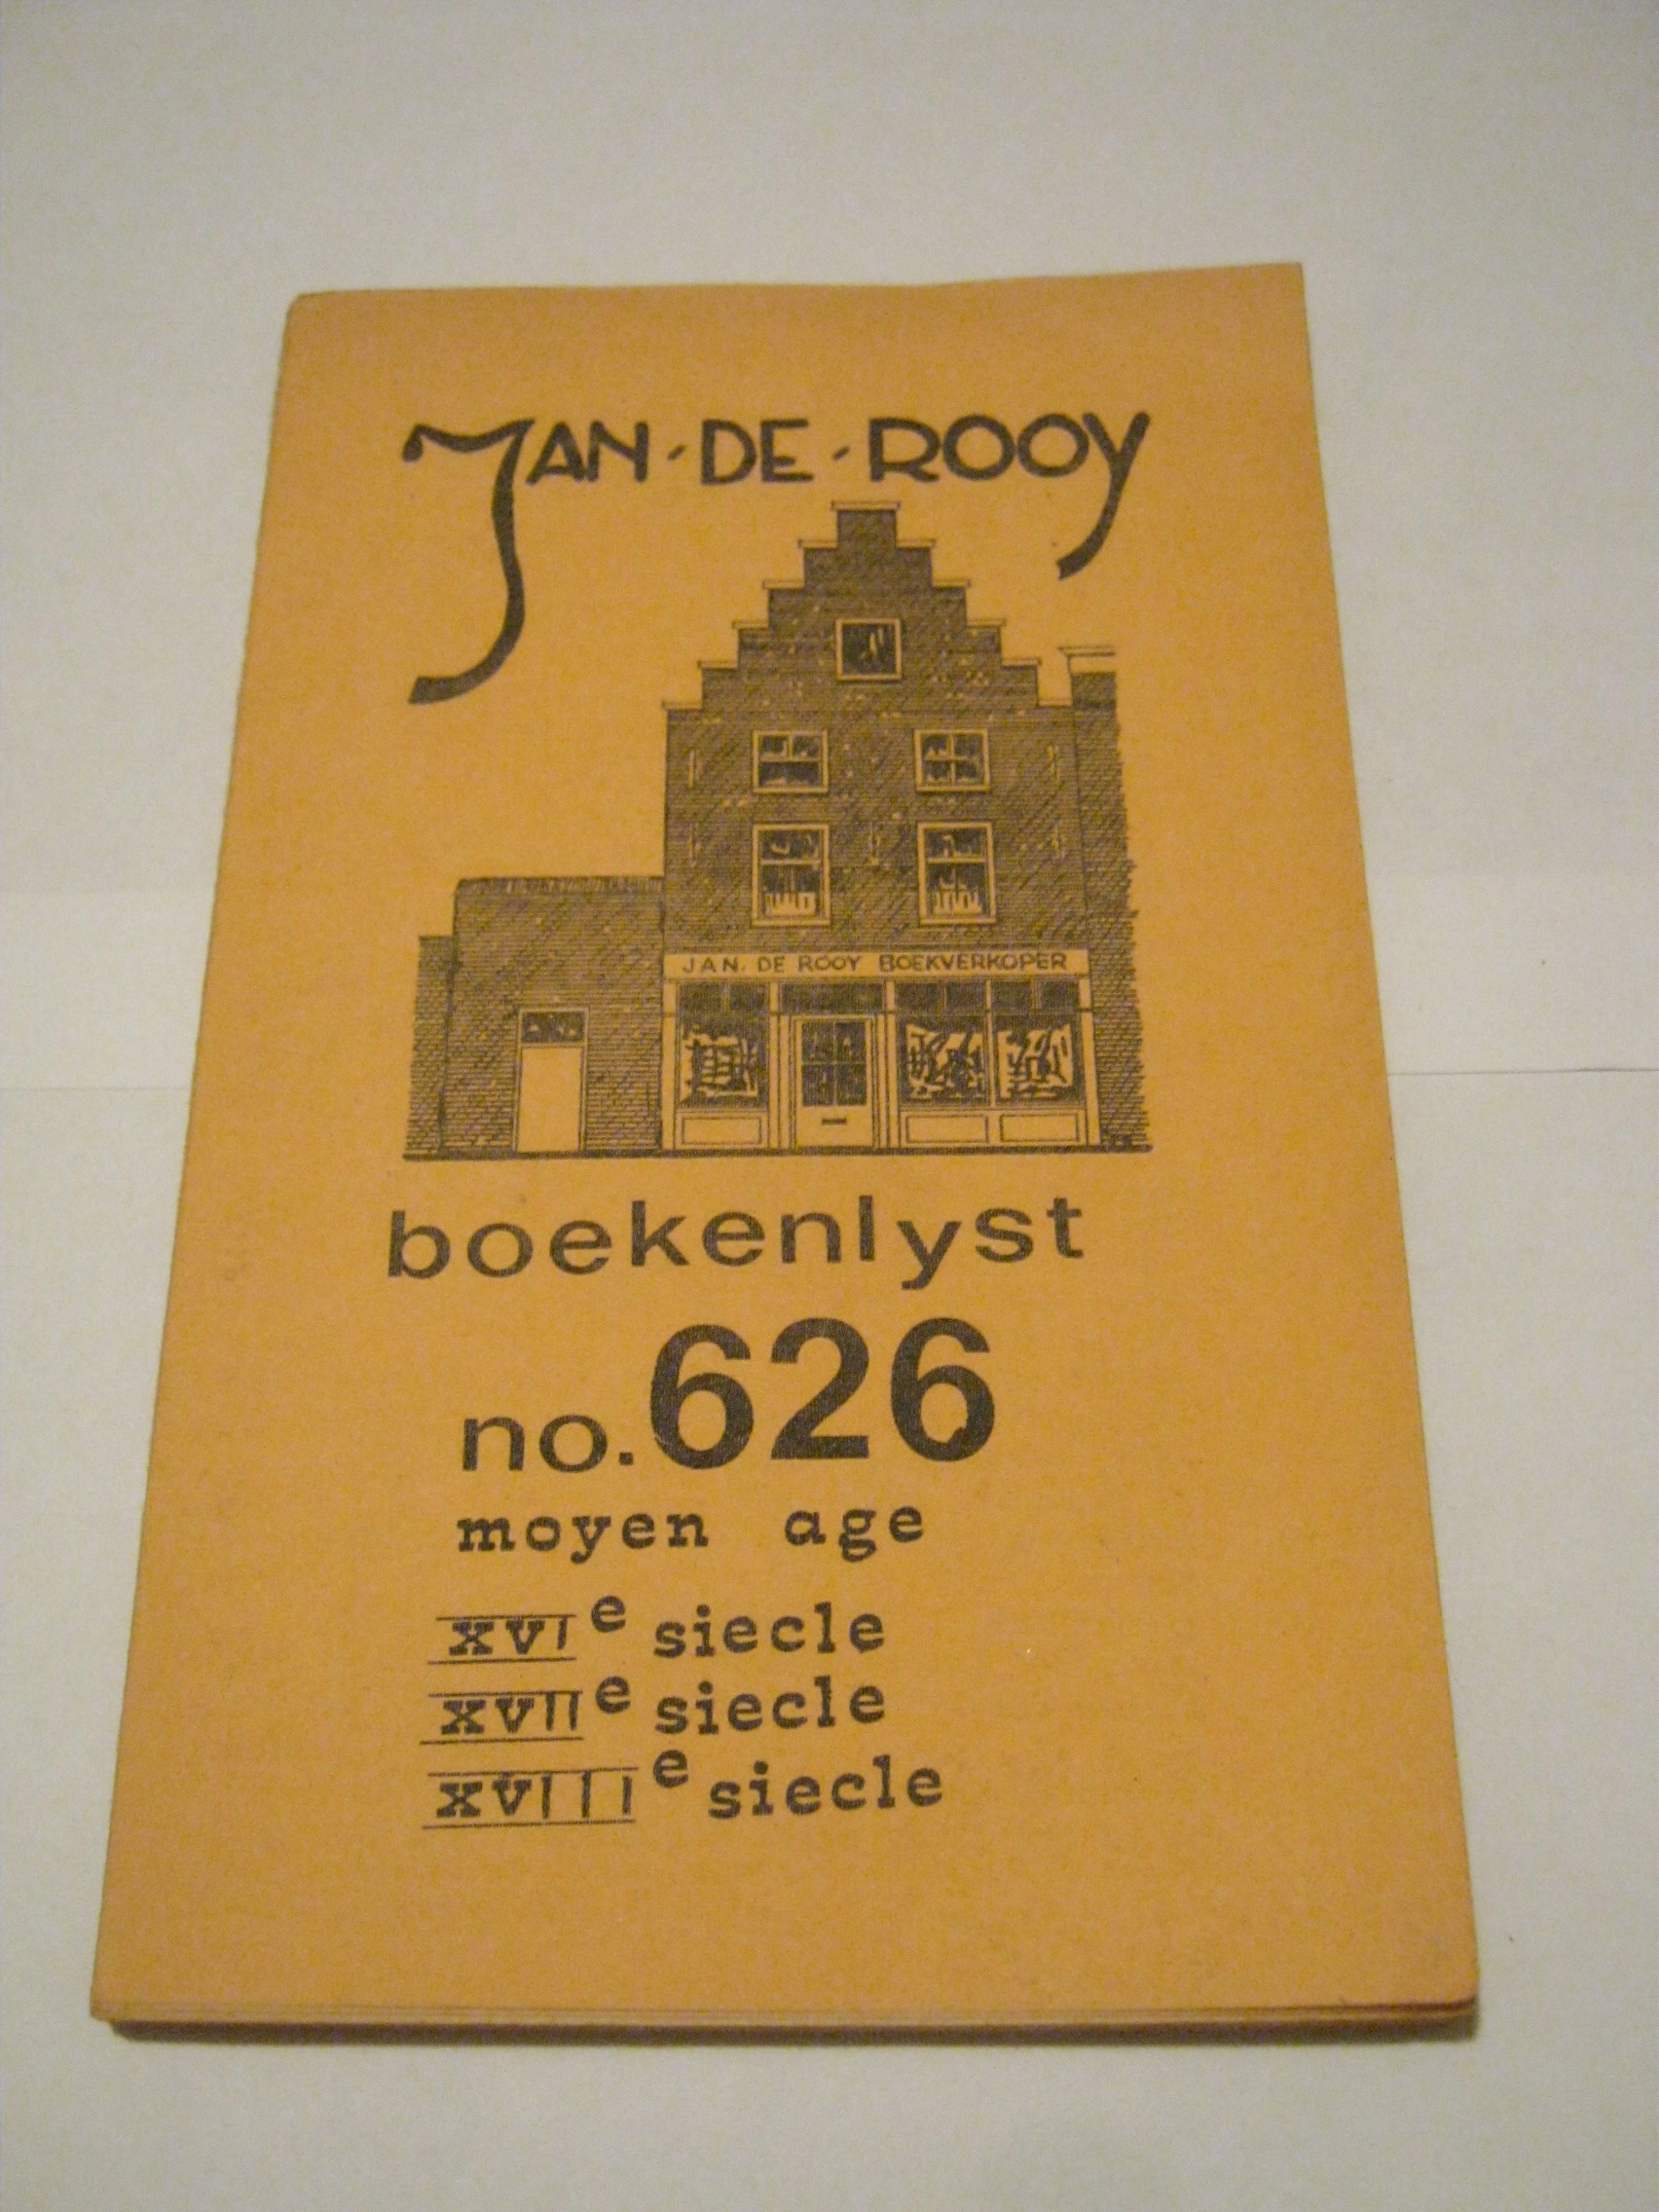 JAN · DE · ROOY
JAN. DE ROOY BOEKVERKOPER
boekenlyst
no. 626
moyen age
XVIe siecle
XVIIe siecle
XVIIIe siecle